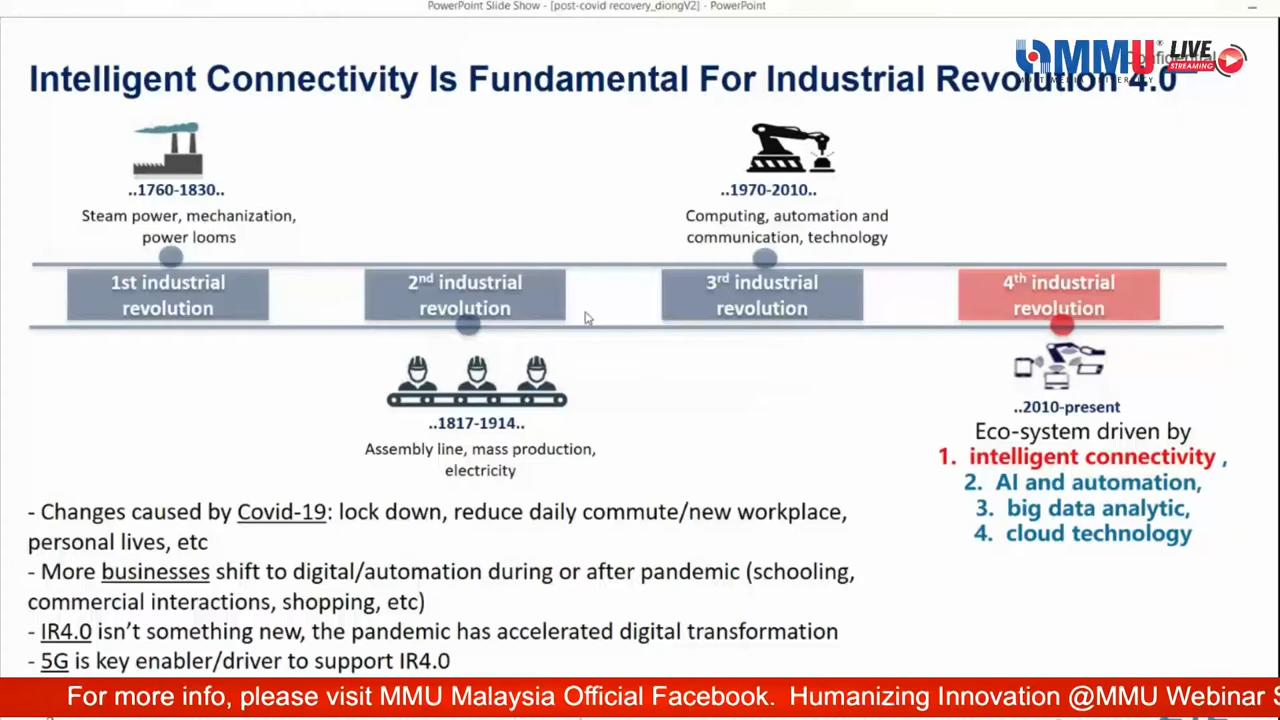 PowerPoint Slide Show - [post-covid recovery_diongV2] - PowerPoint
MMU
LIVE
STREAMING
Intelligent Connectivity Is Fundamental For Industrial Revolution 4.0
..1760-1830..
Steam power, mechanization,
power looms
..1970-2010..
Computing, automation and
communication, technology
1st industrial
revolution
2nd industrial
revolution
3rd industrial
revolution
4th industrial
revolution
..1817-1914..
Assembly line, mass production,
electricity
..2010-present
Eco-system driven by
1. intelligent connectivity ,
2. AI and automation,
3. big data analytic,
4. cloud technology
- Changes caused by Covid-19: lock down, reduce daily commute/new workplace,
personal lives, etc
- More businesses shift to digital/automation during or after pandemic (schooling,
commercial interactions, shopping, etc)
- IR4.0 isn’t something new, the pandemic has accelerated digital transformation
- 5G is key enabler/driver to support IR4.0
For more info, please visit MMU Malaysia Official Facebook. Humanizing Innovation @MMU Webinar S